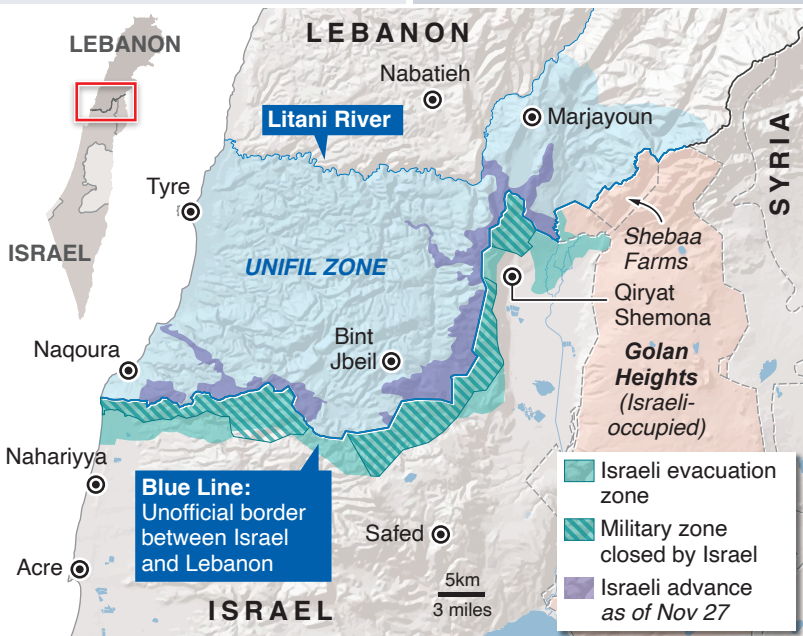 LEBANON
ISRAEL
LEBANON
Nabatieh
Litani River
Marjayoun
SYRIA
Tyre
UNIFIL ZONE
Shebaa
Farms
Qiryat
Shemona
Bint
Jbeil
Naqoura
Golan
Heights
(Israeli-
occupied)
Nahariyya
Blue Line:
Unofficial border
between Israel
and Lebanon
Safed
Acre
5km
3 miles
ISRAEL
Israeli evacuation
zone
Military zone
closed by Israel
Israeli advance
as of Nov 27